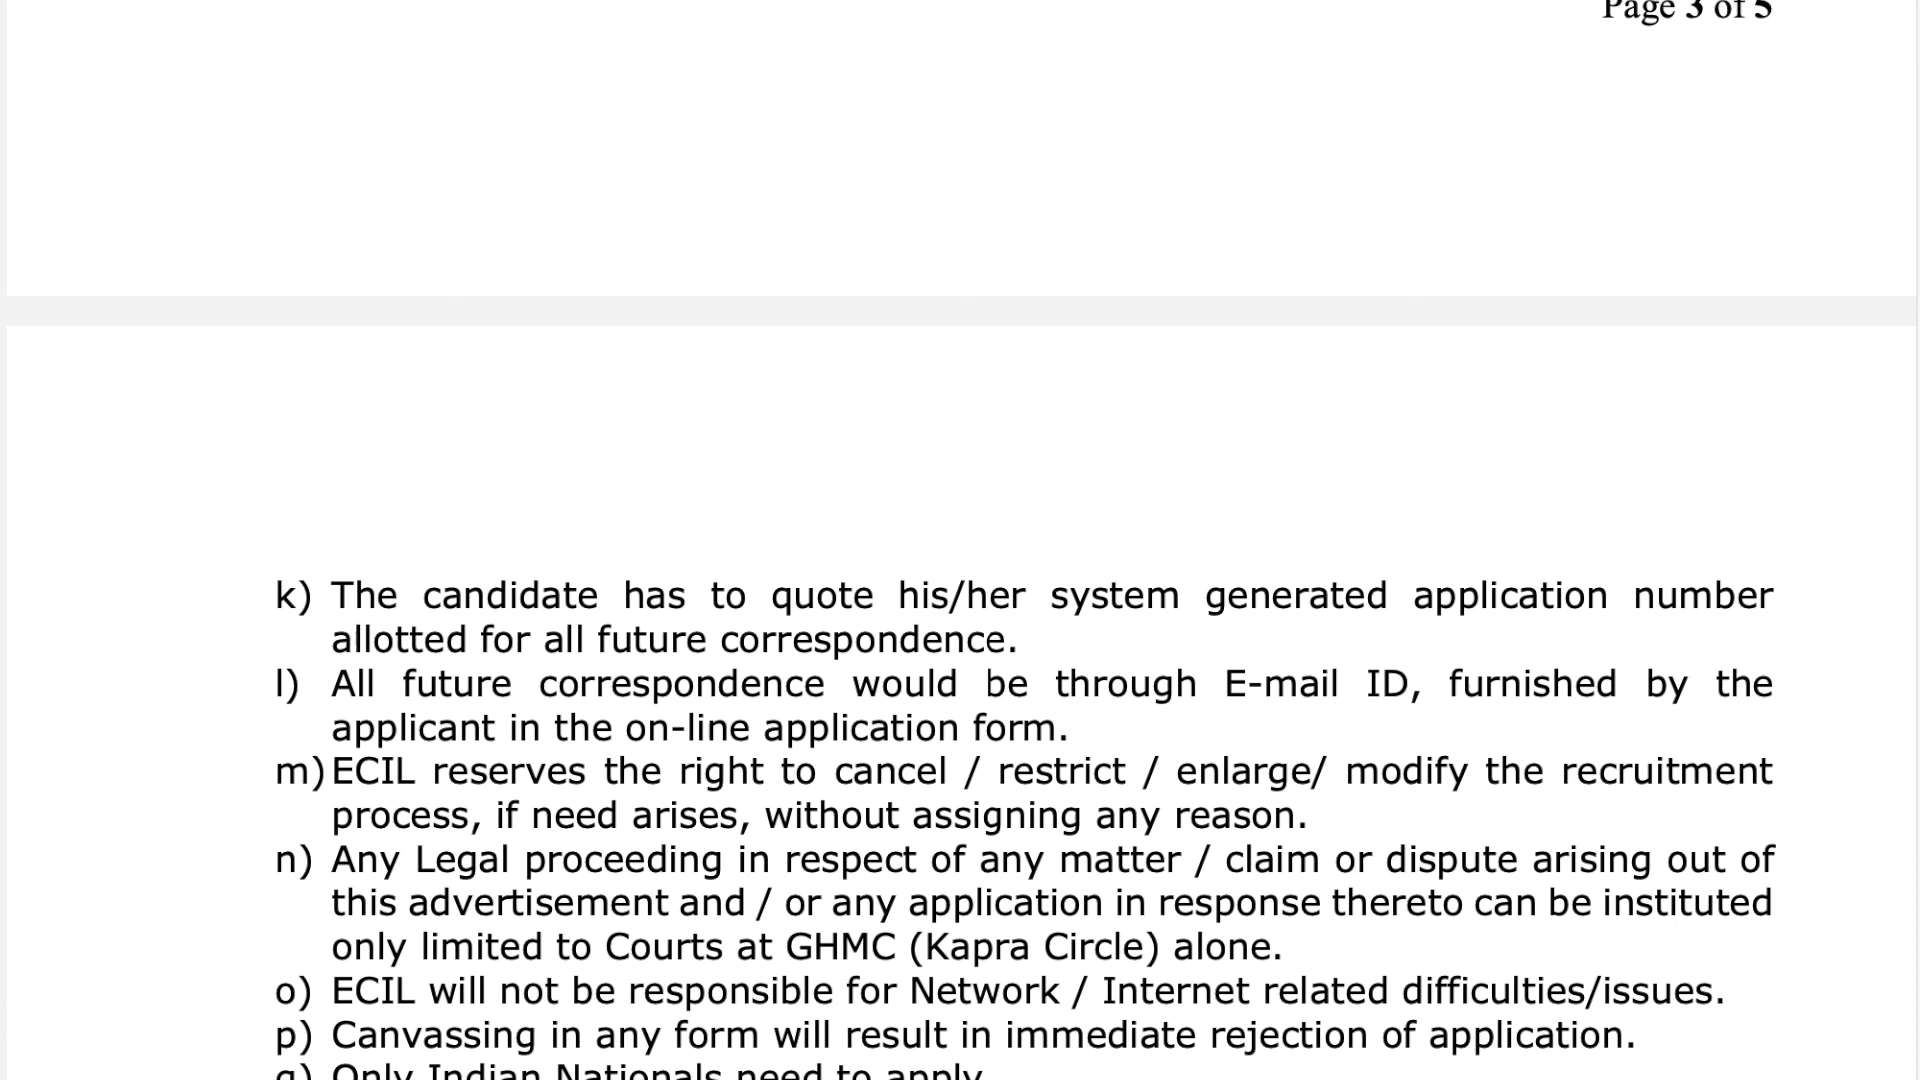 Page 3 of 5
k) The candidate has to quote his/her system generated application number
allotted for all future correspondence.
l) All future correspondence would be through E-mail ID, furnished by the
applicant in the on-line application form.
m) ECIL reserves the right to cancel / restrict / enlarge/ modify the recruitment
process, if need arises, without assigning any reason.
n) Any Legal proceeding in respect of any matter / claim or dispute arising out of
this advertisement and / or any application in response thereto can be instituted
only limited to Courts at GHMC (Kapra Circle) alone.
o) ECIL will not be responsible for Network / Internet related difficulties/issues.
p) Canvassing in any form will result in immediate rejection of application.
q) Only Indian Nationals need to apply